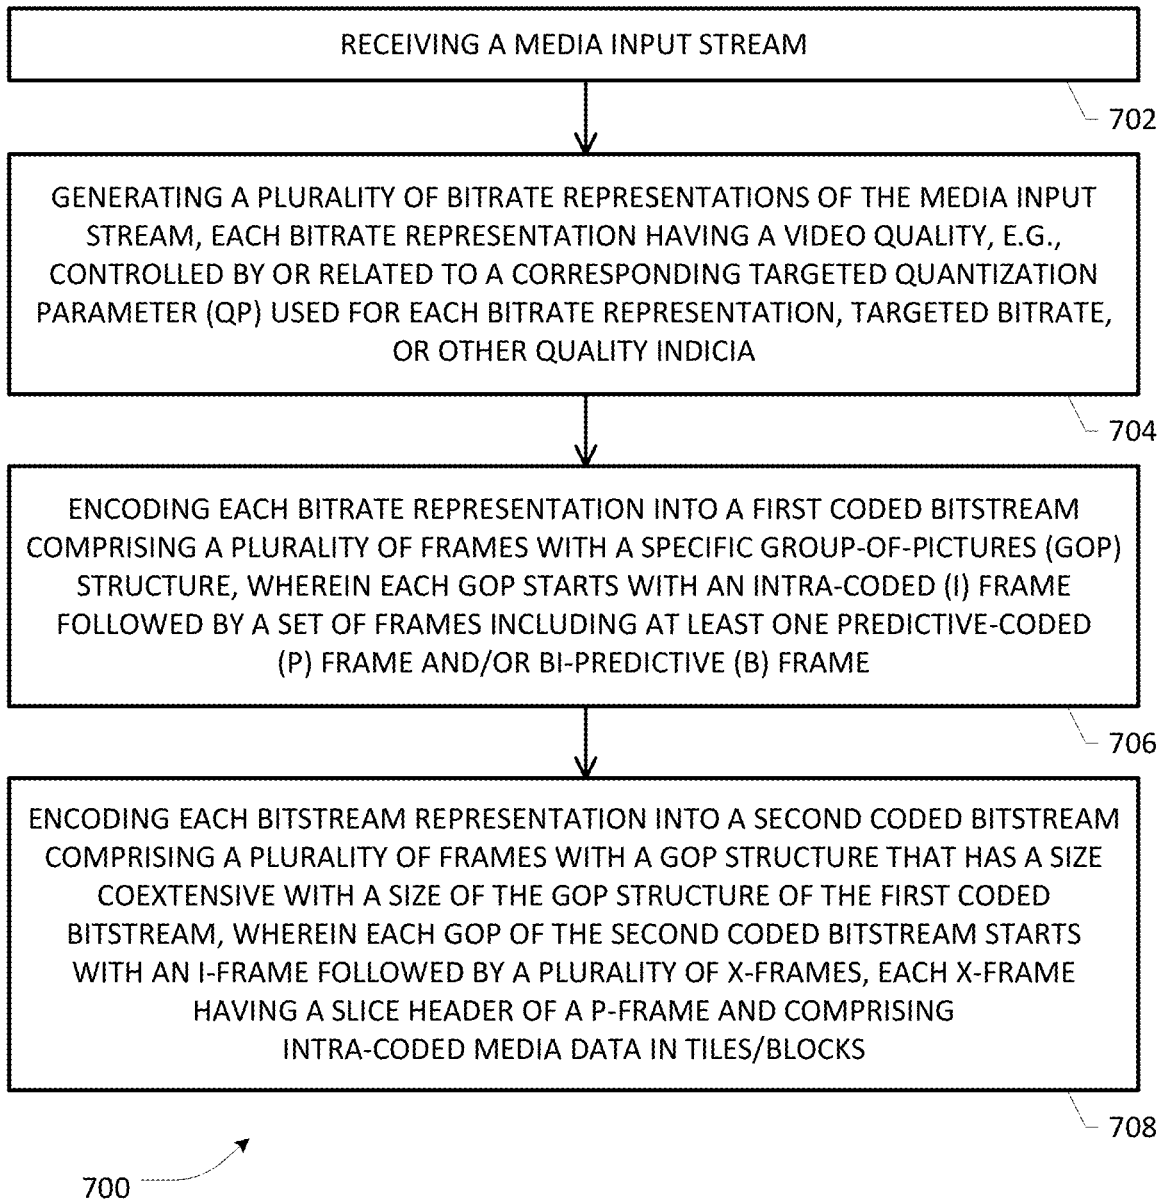 RECEIVING A MEDIA INPUT STREAM
702
GENERATING A PLURALITY OF BITRATE REPRESENTATIONS OF THE MEDIA INPUT
STREAM, EACH BITRATE REPRESENTATION HAVING A VIDEO QUALITY, E.G.,
CONTROLLED BY OR RELATED TO A CORRESPONDING TARGETED QUANTIZATION
PARAMETER (QP) USED FOR EACH BITRATE REPRESENTATION, TARGETED BITRATE,
OR OTHER QUALITY INDICIA
704
ENCODING EACH BITRATE REPRESENTATION INTO A FIRST CODED BITSTREAM
COMPRISING A PLURALITY OF FRAMES WITH A SPECIFIC GROUP-OF-PICTURES (GOP)
STRUCTURE, WHEREIN EACH GOP STARTS WITH AN INTRA-CODED (I) FRAME
FOLLOWED BY A SET OF FRAMES INCLUDING AT LEAST ONE PREDICTIVE-CODED
(P) FRAME AND/OR BI-PREDICTIVE (B) FRAME
706
ENCODING EACH BITSTREAM REPRESENTATION INTO A SECOND CODED BITSTREAM
COMPRISING A PLURALITY OF FRAMES WITH A GOP STRUCTURE THAT HAS A SIZE
COEXTENSIVE WITH A SIZE OF THE GOP STRUCTURE OF THE FIRST CODED
BITSTREAM, WHEREIN EACH GOP OF THE SECOND CODED BITSTREAM STARTS
WITH AN I-FRAME FOLLOWED BY A PLURALITY OF X-FRAMES, EACH X-FRAME
HAVING A SLICE HEADER OF A P-FRAME AND COMPRISING
INTRA-CODED MEDIA DATA IN TILES/BLOCKS
708
700